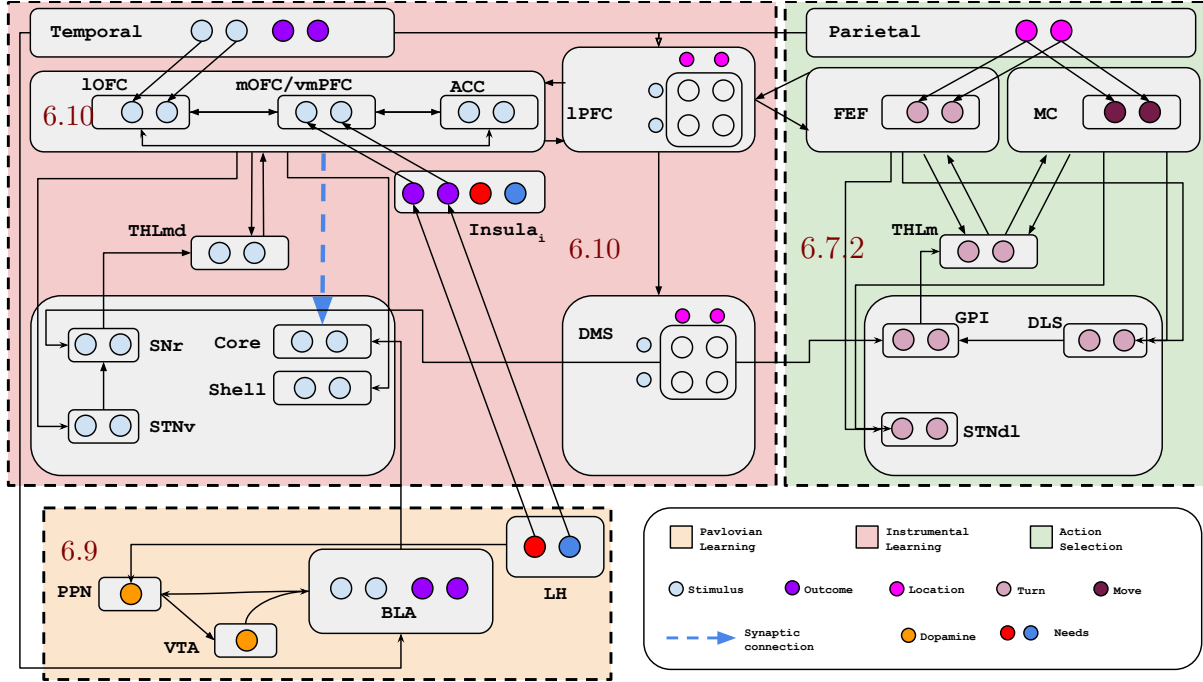 Temporal
Parietal
lOFC
mOFC/vmPFC
ACC
lPFC
FEF
MC
6.10
Insula_i
THLmd
6.10
6.7.2
THLm
SNr
Core
DMS
GPI
DLS
Shell
STNv
STNdl
6.9
PPN
VTA
BLA
LH
Pavlovian
Learning
Instrumental
Learning
Action
Selection
Stimulus
Outcome
Location
Turn
Move
Synaptic
connection
Dopamine
Needs